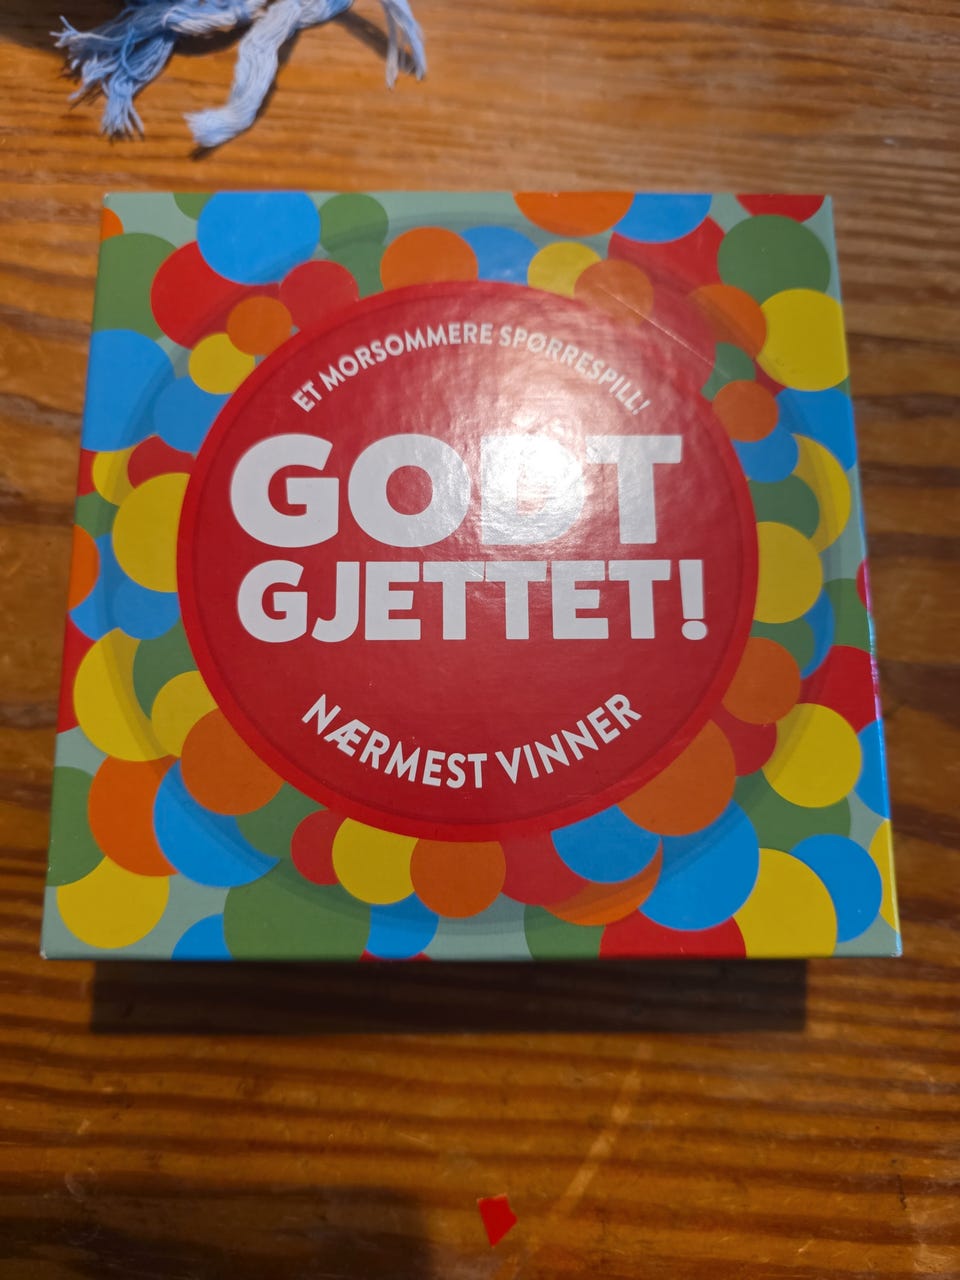 ET MORSOMMERE SPØRRESPILL!
GODT
GJETTET!
NÆRMEST VINNER